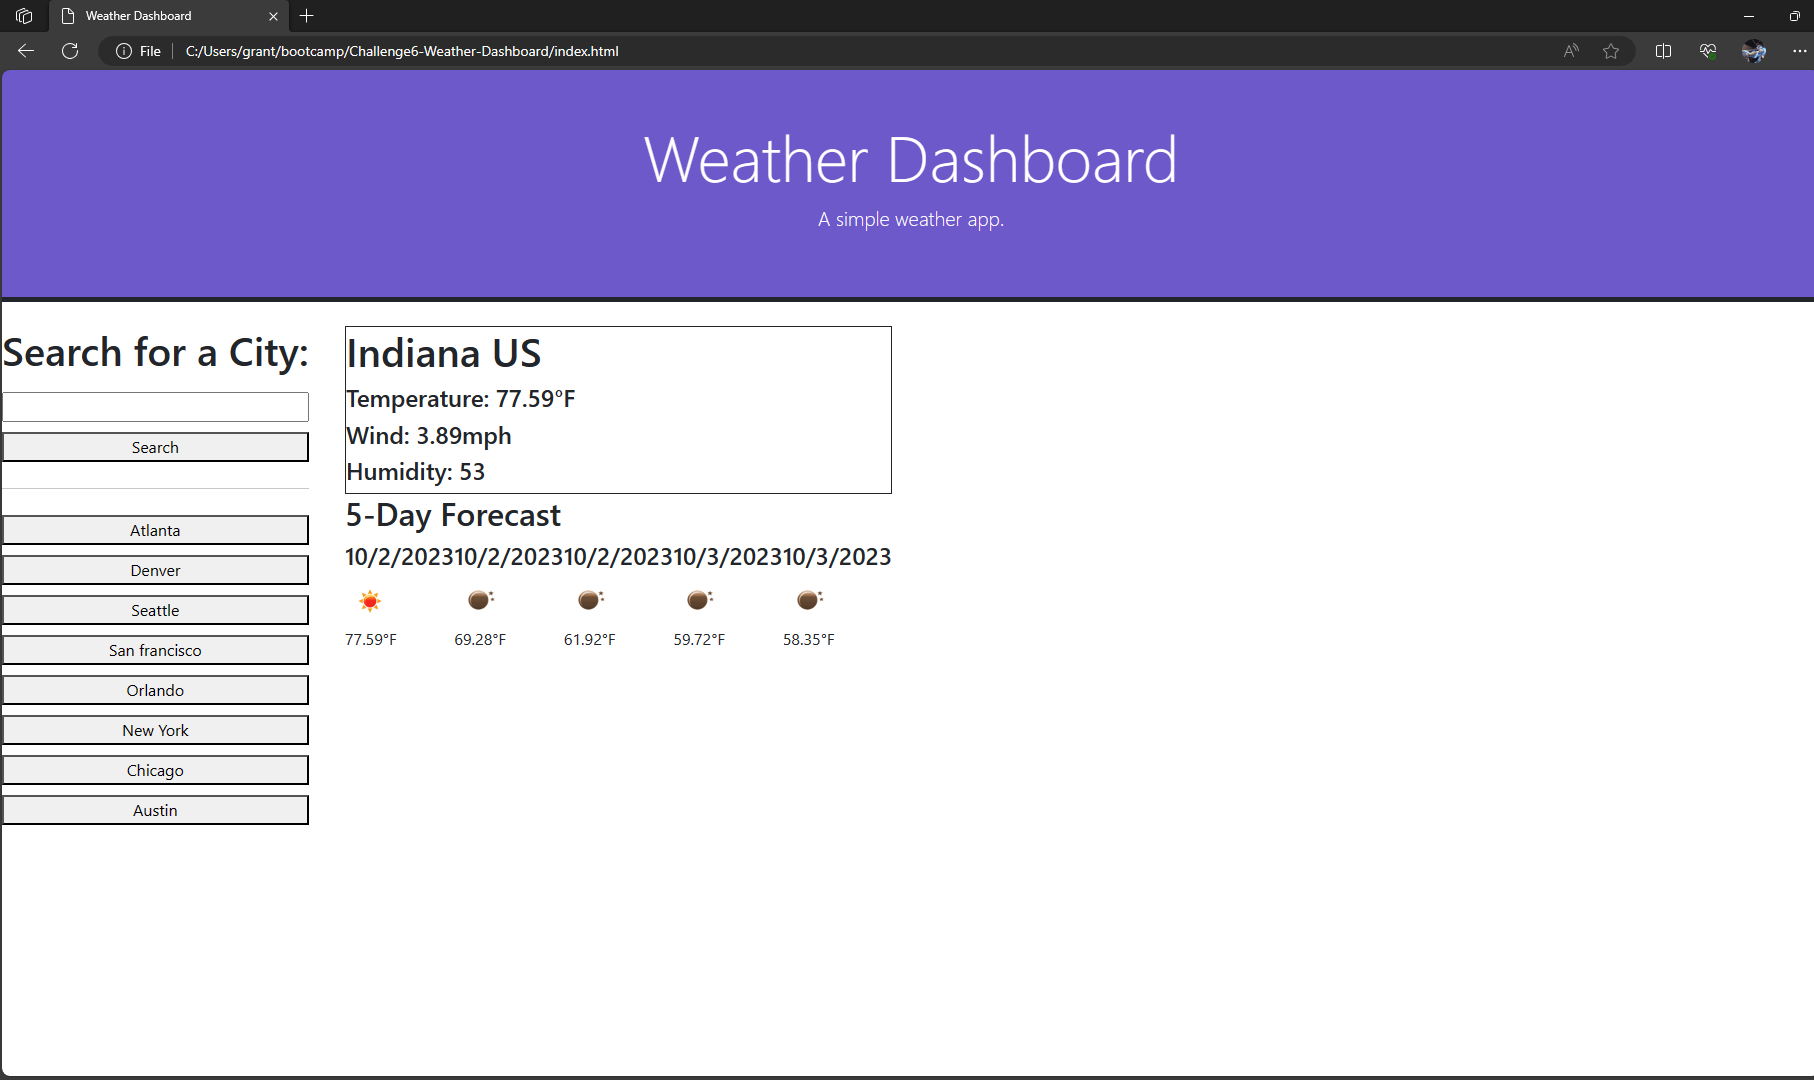 Weather Dashboard
File C:/Users/grant/bootcamp/Challenge6-Weather-Dashboard/index.html
Weather Dashboard
A simple weather app.
Search for a City:
Search
Atlanta
Denver
Seattle
San francisco
Orlando
New York
Chicago
Austin
Indiana US
Temperature: 77.59°F
Wind: 3.89mph
Humidity: 53
5-Day Forecast
10/2/202310/2/202310/2/202310/3/202310/3/2023
77.59°F 69.28°F 61.92°F 59.72°F 58.35°F